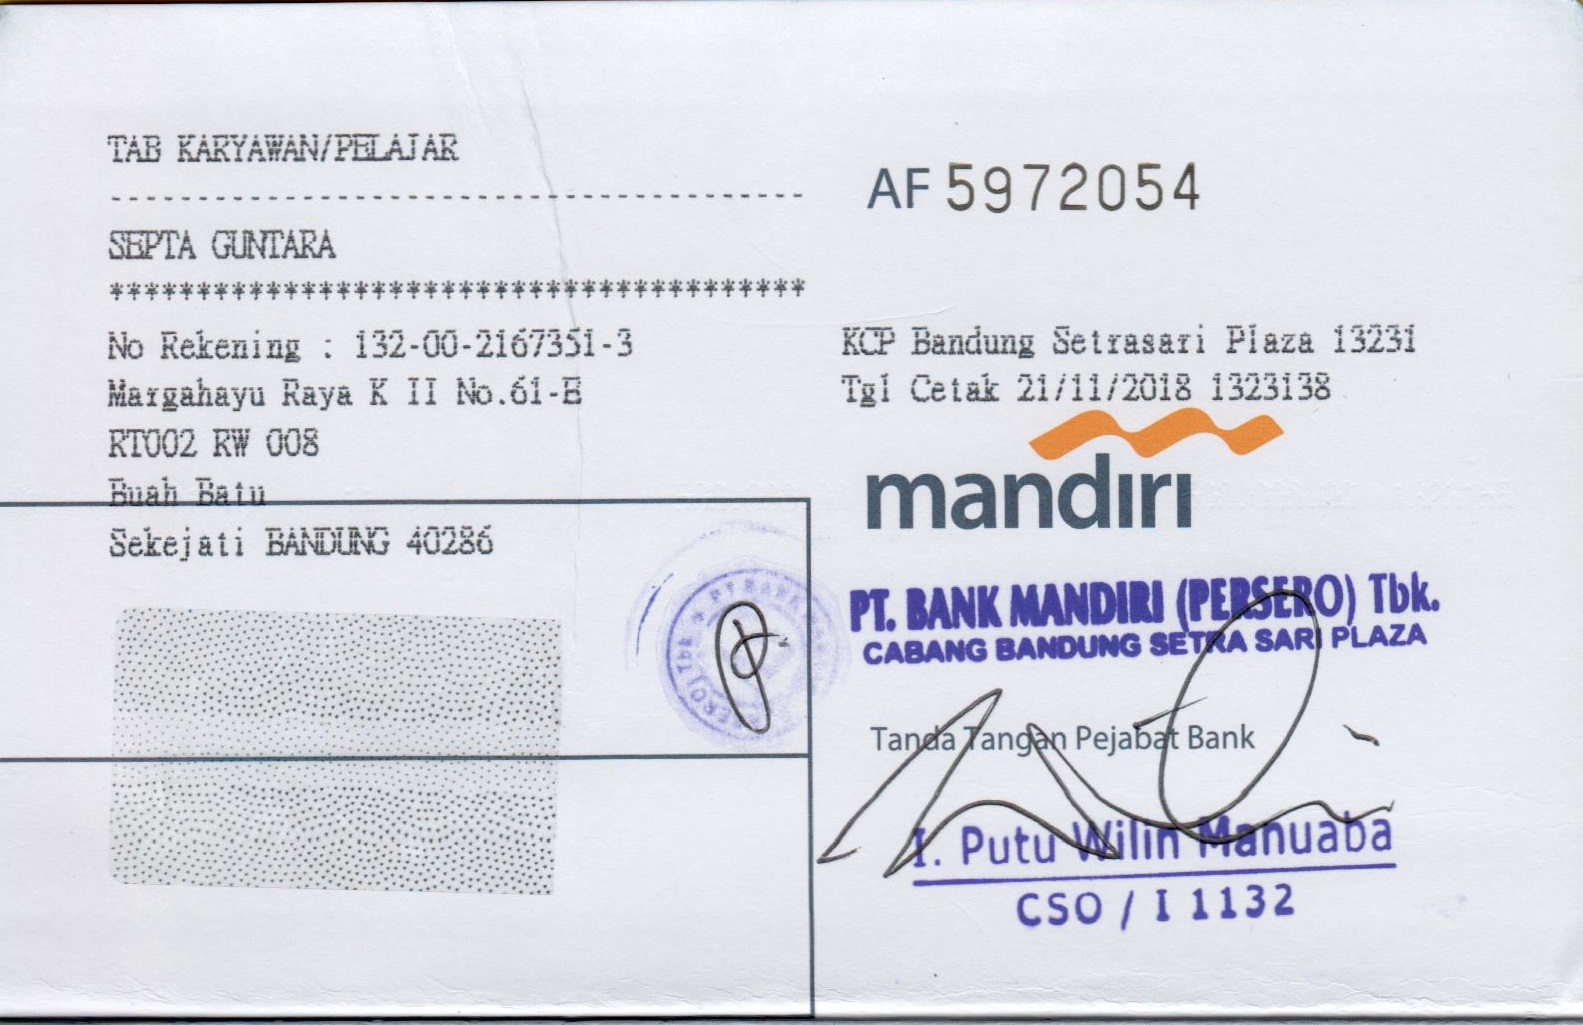 TAB KARYAWAN/PELAJAR
----------------------------------------
SEPTA GUNTARA
****************************************
No Rekening : 132-00-2167351-3
Margahayu Raya K II No.61-B
RT002 RW 008
Buah Batu
Sekejati BANDUNG 40286
AF 5972054
KCP Bandung Setrasari Plaza 13231
Tgl Cetak 21/11/2018 1323138
mandiri
PT. BANK MANDIRI (PERSERO) Tbk.
CABANG BANDUNG SETRA SARI PLAZA
Tanda Tangan Pejabat Bank
I. Putu Wilin Manuaba
CSO / I 1132